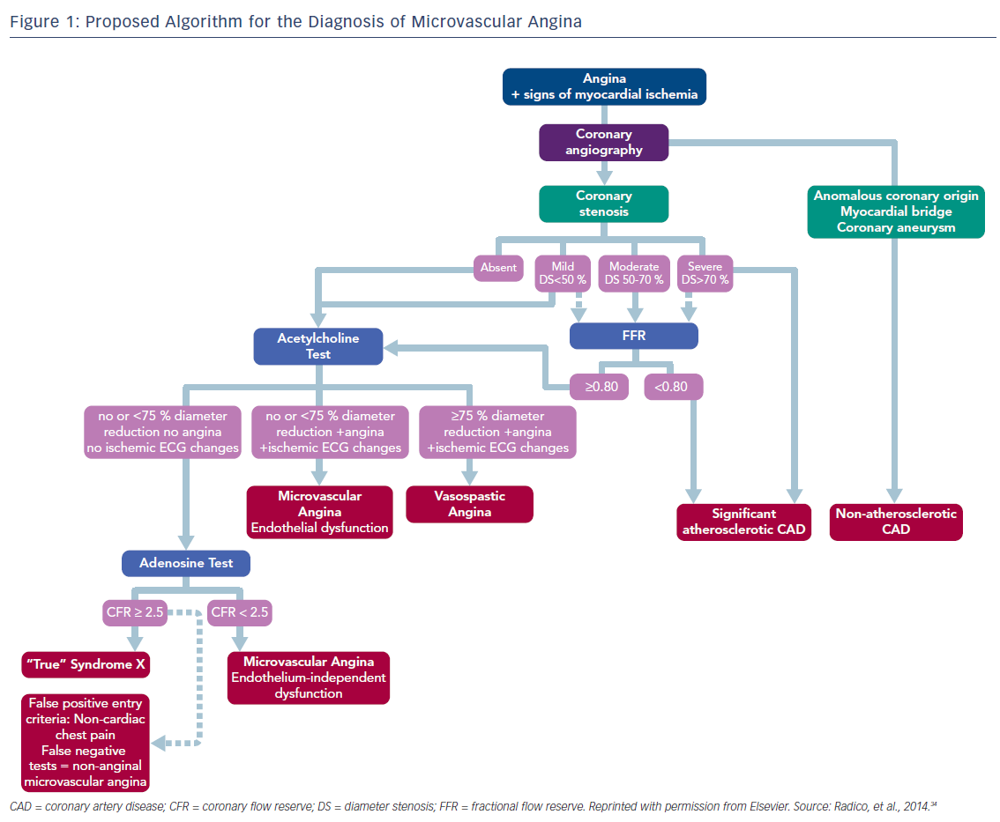 Figure 1: Proposed Algorithm for the Diagnosis of Microvascular Angina
Angina
+ signs of myocardial ischemia
Coronary
angiography
Coronary
stenosis
Anomalous coronary origin
Myocardial bridge
Coronary aneurysm
Absent
Mild
DS<50 %
Moderate
DS 50-70 %
Severe
DS>70 %
Acetylcholine
Test
FFR
≥0.80
<0.80
no or <75 % diameter
reduction no angina
no ischemic ECG changes
no or <75 % diameter
reduction +angina
+ischemic ECG changes
≥75 % diameter
reduction +angina
+ischemic ECG changes
Microvascular
Angina
Endothelial dysfunction
Vasospastic
Angina
Significant
atherosclerotic CAD
Non-atherosclerotic
CAD
Adenosine Test
CFR ≥ 2.5
CFR < 2.5
"True" Syndrome X
Microvascular Angina
Endothelium-independent
dysfunction
False positive entry
criteria: Non-cardiac
chest pain
False negative
tests = non-anginal
microvascular angina
CAD = coronary artery disease; CFR = coronary flow reserve; DS = diameter stenosis; FFR = fractional flow reserve. Reprinted with permission from Elsevier. Source: Radico, et al., 2014.³⁴